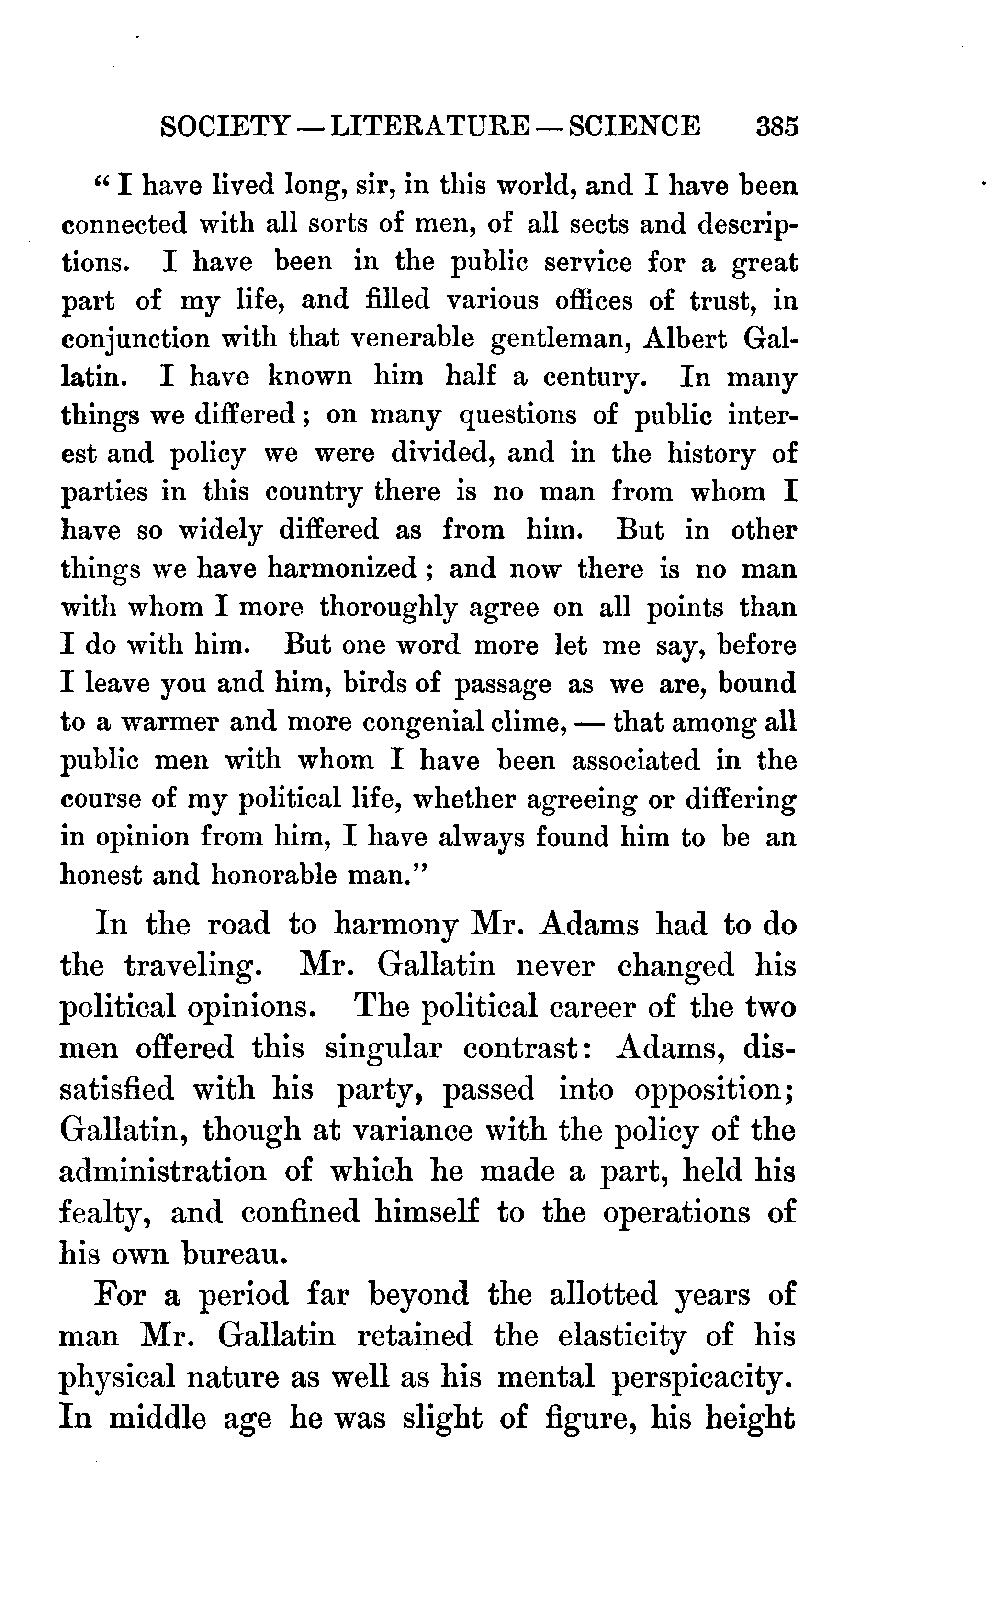 SOCIETY — LITERATURE — SCIENCE 385
“ I have lived long, sir, in this world, and I have been
connected with all sorts of men, of all sects and descrip-
tions. I have been in the public service for a great
part of my life, and filled various offices of trust, in
conjunction with that venerable gentleman, Albert Gal-
latin. I have known him half a century. In many
things we differed ; on many questions of public inter-
est and policy we were divided, and in the history of
parties in this country there is no man from whom I
have so widely differed as from him. But in other
things we have harmonized ; and now there is no man
with whom I more thoroughly agree on all points than
I do with him. But one word more let me say, before
I leave you and him, birds of passage as we are, bound
to a warmer and more congenial clime, — that among all
public men with whom I have been associated in the
course of my political life, whether agreeing or differing
in opinion from him, I have always found him to be an
honest and honorable man.”
In the road to harmony Mr. Adams had to do
the traveling. Mr. Gallatin never changed his
political opinions. The political career of the two
men offered this singular contrast: Adams, dis-
satisfied with his party, passed into opposition;
Gallatin, though at variance with the policy of the
administration of which he made a part, held his
fealty, and confined himself to the operations of
his own bureau.
For a period far beyond the allotted years of
man Mr. Gallatin retained the elasticity of his
physical nature as well as his mental perspicacity.
In middle age he was slight of figure, his height